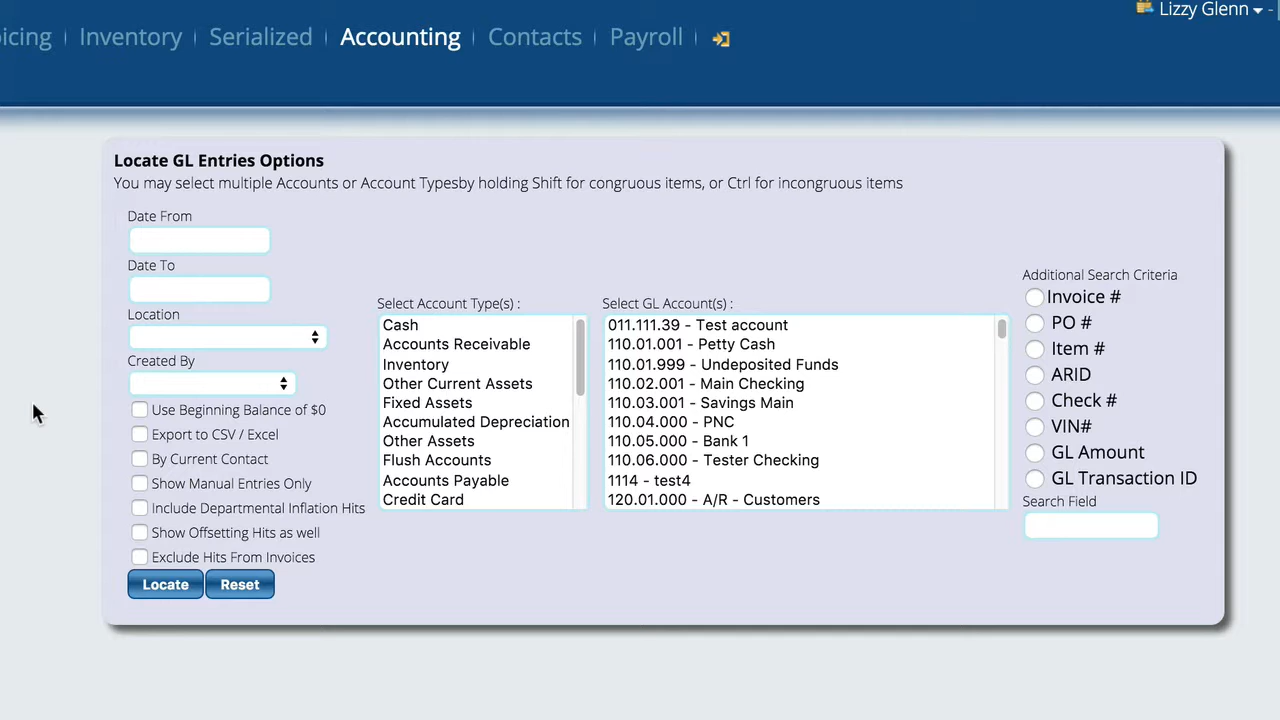 Lizzy Glenn
oicing Inventory Serialized Accounting Contacts Payroll
Locate GL Entries Options
You may select multiple Accounts or Account Typesby holding Shift for congruous items, or Ctrl for incongruous items
Date From
Date To
Location
Created By
Use Beginning Balance of $0
Export to CSV / Excel
By Current Contact
Show Manual Entries Only
Include Departmental Inflation Hits
Show Offsetting Hits as well
Exclude Hits From Invoices
Locate Reset
Select Account Type(s) :
Cash
Accounts Receivable
Inventory
Other Current Assets
Fixed Assets
Accumulated Depreciation
Other Assets
Flush Accounts
Accounts Payable
Credit Card
Select GL Account(s) :
011.111.39 - Test account
110.01.001 - Petty Cash
110.01.999 - Undeposited Funds
110.02.001 - Main Checking
110.03.001 - Savings Main
110.04.000 - PNC
110.05.000 - Bank 1
110.06.000 - Tester Checking
1114 - test4
120.01.000 - A/R - Customers
Additional Search Criteria
Invoice #
PO #
Item #
ARID
Check #
VIN#
GL Amount
GL Transaction ID
Search Field